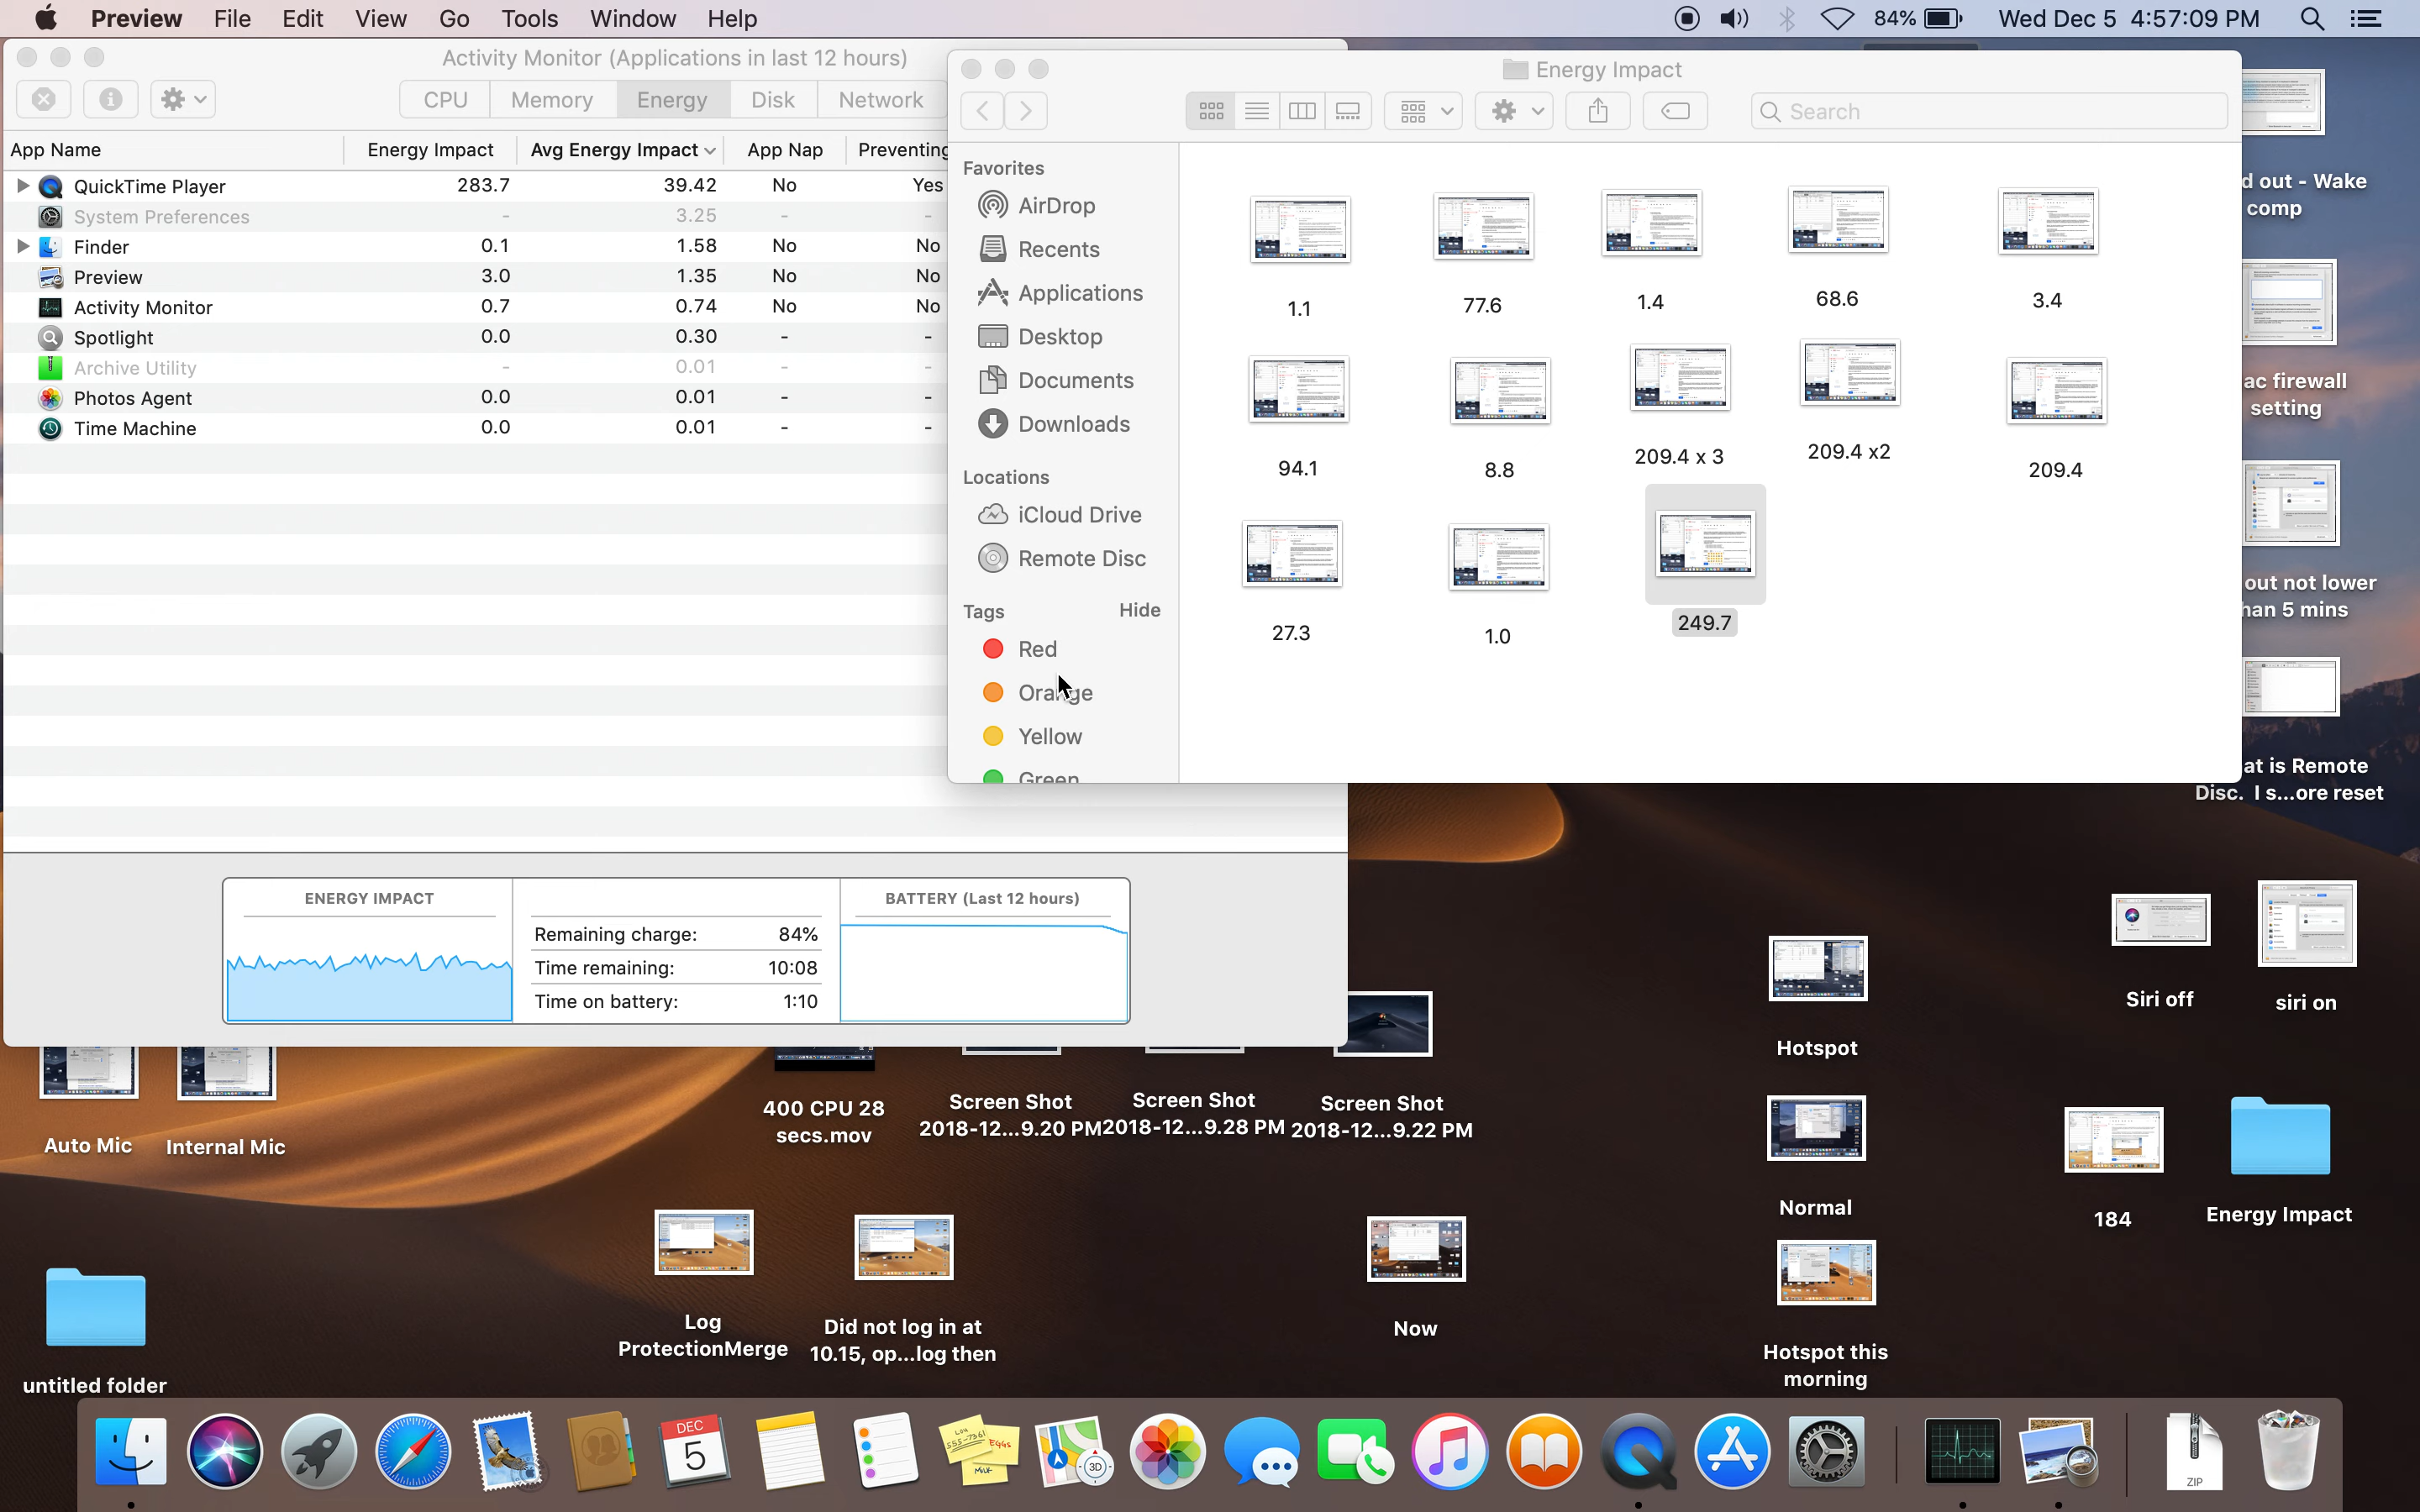 Preview File Edit View Go Tools Window Help 84% Wed Dec 5 4:57:09 PM
Activity Monitor (Applications in last 12 hours)
CPU Memory Energy Disk Network
App Name Energy Impact Avg Energy Impact App Nap Preventing
QuickTime Player 283.7 39.42 No Yes
System Preferences - 3.25 - -
Finder 0.1 1.58 No No
Preview 3.0 1.35 No No
Activity Monitor 0.7 0.74 No No
Spotlight 0.0 0.30 - -
Archive Utility - 0.01 - -
Photos Agent 0.0 0.01 - -
Time Machine 0.0 0.01 - -
ENERGY IMPACT
Remaining charge: 84%
Time remaining: 10:08
Time on battery: 1:10
BATTERY (Last 12 hours)
Energy Impact
Search
Favorites
AirDrop
Recents
Applications
Desktop
Documents
Downloads
Locations
iCloud Drive
Remote Disc
Tags Hide
Red
Orange
Yellow
Green
1.1 77.6 1.4 68.6 3.4
94.1 8.8 209.4 x 3 209.4 x2 209.4
27.3 1.0 249.7
d out - Wake
comp
ac firewall
setting
out not lower
han 5 mins
at is Remote
Disc. I s...ore reset
Siri off
siri on
Hotspot
Normal
184
Energy Impact
Hotspot this
morning
Auto Mic
Internal Mic
400 CPU 28
secs.mov
Screen Shot
2018-12...9.20 PM
Screen Shot
2018-12...9.28 PM
Screen Shot
2018-12...9.22 PM
Log
ProtectionMerge
Did not log in at
10.15, op...log then
Now
untitled folder
DEC
5
555-7361
EGGS
MILK
3D
ZIP